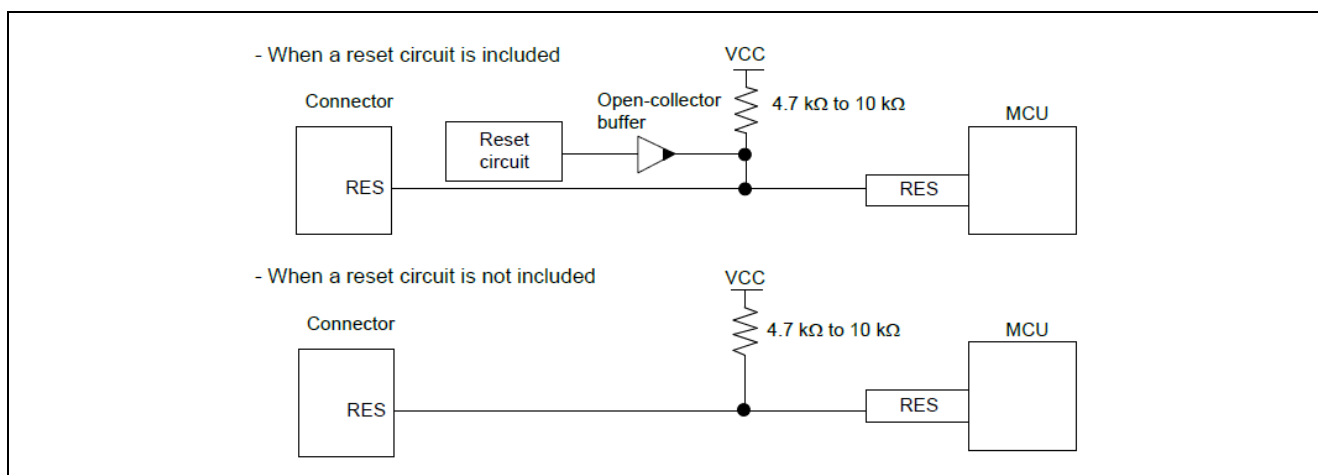 - When a reset circuit is included
VCC
Connector
Open-collector
buffer
4.7 kΩ to 10 kΩ
MCU
Reset
circuit
RES
RES
- When a reset circuit is not included
VCC
Connector
4.7 kΩ to 10 kΩ
MCU
RES
RES